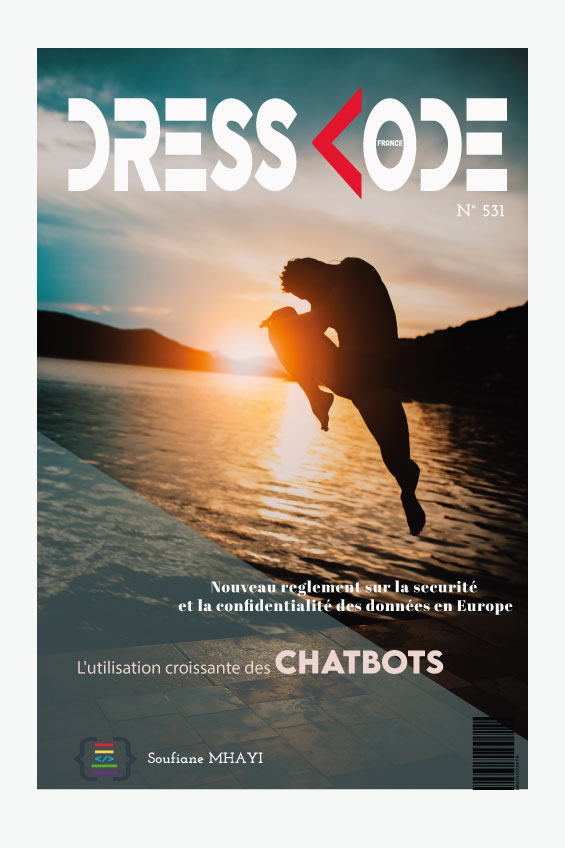 DRESS CODE
FRANCE
N° 531
Nouveau reglement sur la securité
et la confidentialité des données en Europe
L'utilisation croissante des CHATBOTS
</>
Soufiane MHAYI